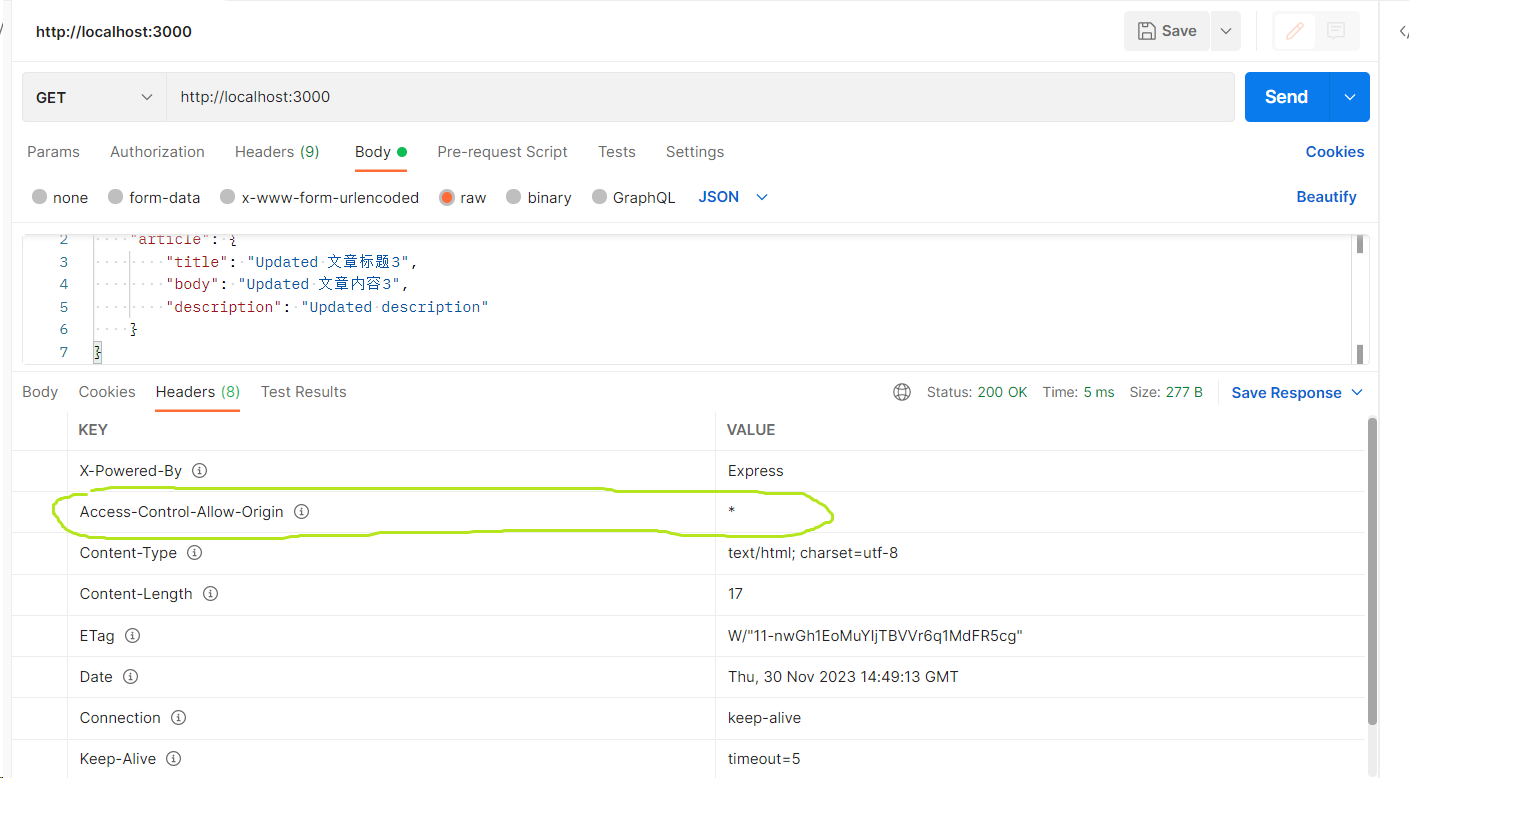 http://localhost:3000
Save
GET
http://localhost:3000
Send
Params Authorization Headers (9) Body Pre-request Script Tests Settings Cookies
none form-data x-www-form-urlencoded raw binary GraphQL JSON Beautify
2 "article": {
3 "title": "Updated 文章标题3",
4 "body": "Updated 文章内容3",
5 "description": "Updated description"
6 }
7 }
Body Cookies Headers (8) Test Results Status: 200 OK Time: 5 ms Size: 277 B Save Response
KEY VALUE
X-Powered-By Express
Access-Control-Allow-Origin *
Content-Type text/html; charset=utf-8
Content-Length 17
ETag W/"11-nwGh1EoMuYIjTBVVr6q1MdFR5cg"
Date Thu, 30 Nov 2023 14:49:13 GMT
Connection keep-alive
Keep-Alive timeout=5